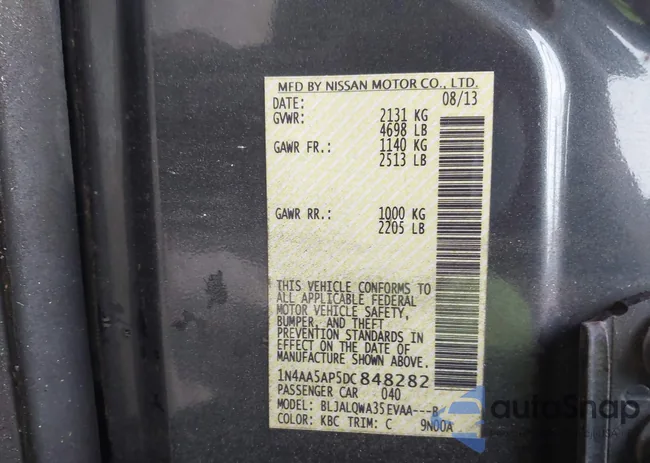 MFD BY NISSAN MOTOR CO., LTD.
DATE: 08/13
GVWR: 2131 KG
4698 LB
GAWR FR.: 1140 KG
2513 LB
GAWR RR.: 1000 KG
2205 LB
THIS VEHICLE CONFORMS TO
ALL APPLICABLE FEDERAL
MOTOR VEHICLE SAFETY,
BUMPER, AND THEFT
PREVENTION STANDARDS IN
EFFECT ON THE DATE OF
MANUFACTURE SHOWN ABOVE.
1N4AA5AP5DC848282
PASSENGER CAR 040
MODEL: BLJALQWA35EVAA---B
COLOR: KBC TRIM: C 9N00A
autoSnap